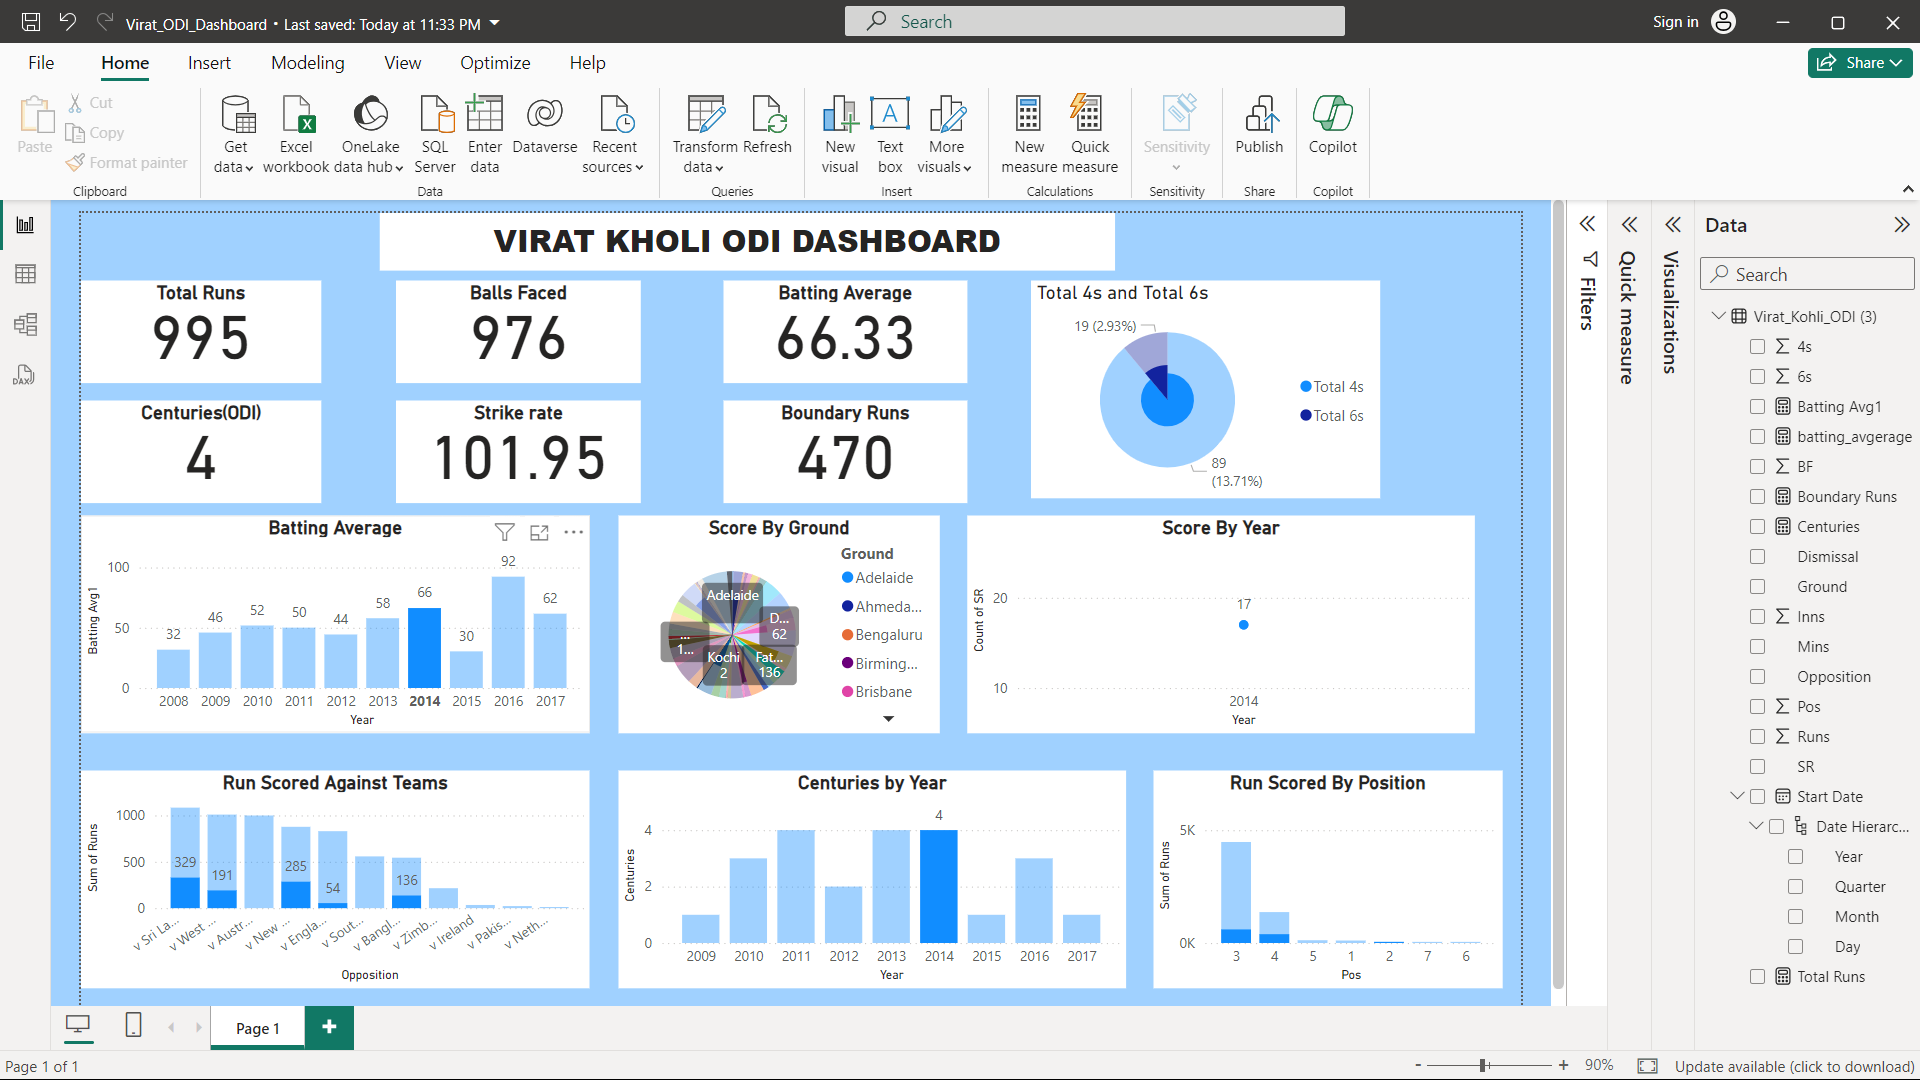 Virat_ODI_Dashboard • Last saved: Today at 11:33 PM
Search
Sign in
File
Home
Insert
Modeling
View
Optimize
Help
Share
Paste
Cut
Copy
Format painter
Clipboard
Get data
Excel workbook
OneLake data hub
SQL Server
Enter data
Dataverse
Recent sources
Data
Transform data
Refresh
Queries
New visual
Text box
More visuals
Insert
New measure
Quick measure
Calculations
Sensitivity
Sensitivity
Publish
Share
Copilot
Copilot
VIRAT KHOLI ODI DASHBOARD
Total Runs
995
Balls Faced
976
Batting Average
66.33
Centuries(ODI)
4
Strike rate
101.95
Boundary Runs
470
Total 4s and Total 6s
19 (2.93%)
89
(13.71%)
Total 4s
Total 6s
Batting Average
Batting Avg1
100
50
0
32
46
52
50
44
58
66
30
92
62
2008 2009 2010 2011 2012 2013 2014 2015 2016 2017
Year
Score By Ground
Adelaide
D...
62
...
1...
Kochi
2
Fat...
136
Ground
Adelaide
Ahmeda...
Bengaluru
Birming...
Brisbane
Score By Year
Count of SR
20
10
17
2014
Year
Run Scored Against Teams
Sum of Runs
1000
500
0
329
191
285
54
136
v Sri La...
v West ...
v Austr...
v New ...
v Engla...
v Sout...
v Bangl...
v Zimb...
v Ireland
v Pakis...
v Neth...
Opposition
Centuries by Year
Centuries
4
2
0
4
2009 2010 2011 2012 2013 2014 2015 2016 2017
Year
Run Scored By Position
Sum of Runs
5K
0K
3 4 5 1 2 7 6
Pos
Filters
Quick measure
Visualizations
Data
Search
Virat_Kohli_ODI (3)
4s
6s
Batting Avg1
batting_avgerage
BF
Boundary Runs
Centuries
Dismissal
Ground
Inns
Mins
Opposition
Pos
Runs
SR
Start Date
Date Hierarc...
Year
Quarter
Month
Day
Total Runs
DAX
Page 1
Page 1 of 1
- + 90%
Update available (click to download)